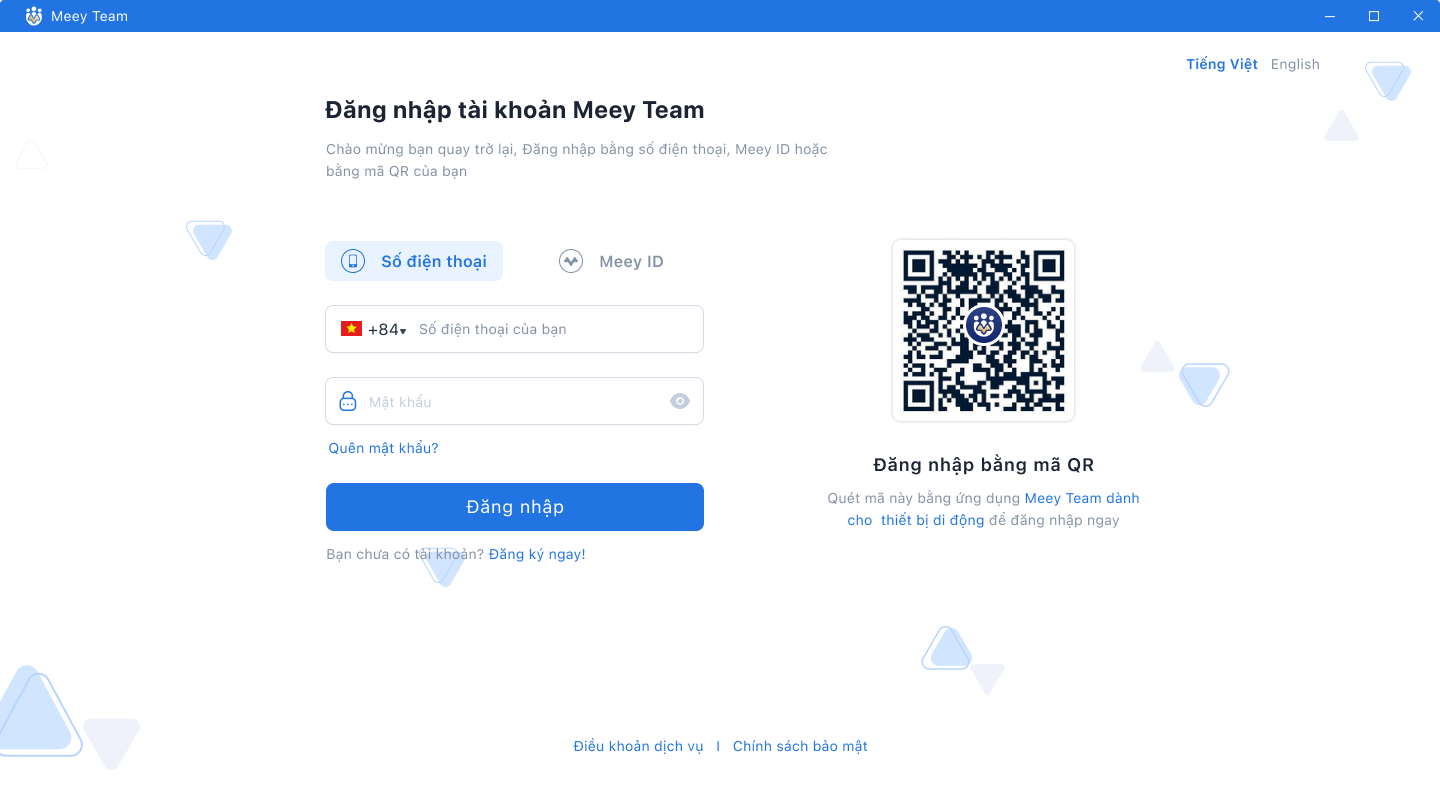 Meey Team
Tiếng Việt English
Đăng nhập tài khoản Meey Team
Chào mừng bạn quay trở lại, Đăng nhập bằng số điện thoại, Meey ID hoặc
bằng mã QR của bạn
Số điện thoại
Meey ID
+84 Số điện thoại của bạn
Mật khẩu
Quên mật khẩu?
Đăng nhập
Bạn chưa có tài khoản? Đăng ký ngay!
Đăng nhập bằng mã QR
Quét mã này bằng ứng dụng Meey Team dành
cho thiết bị di động để đăng nhập ngay
Điều khoản dịch vụ I Chính sách bảo mật